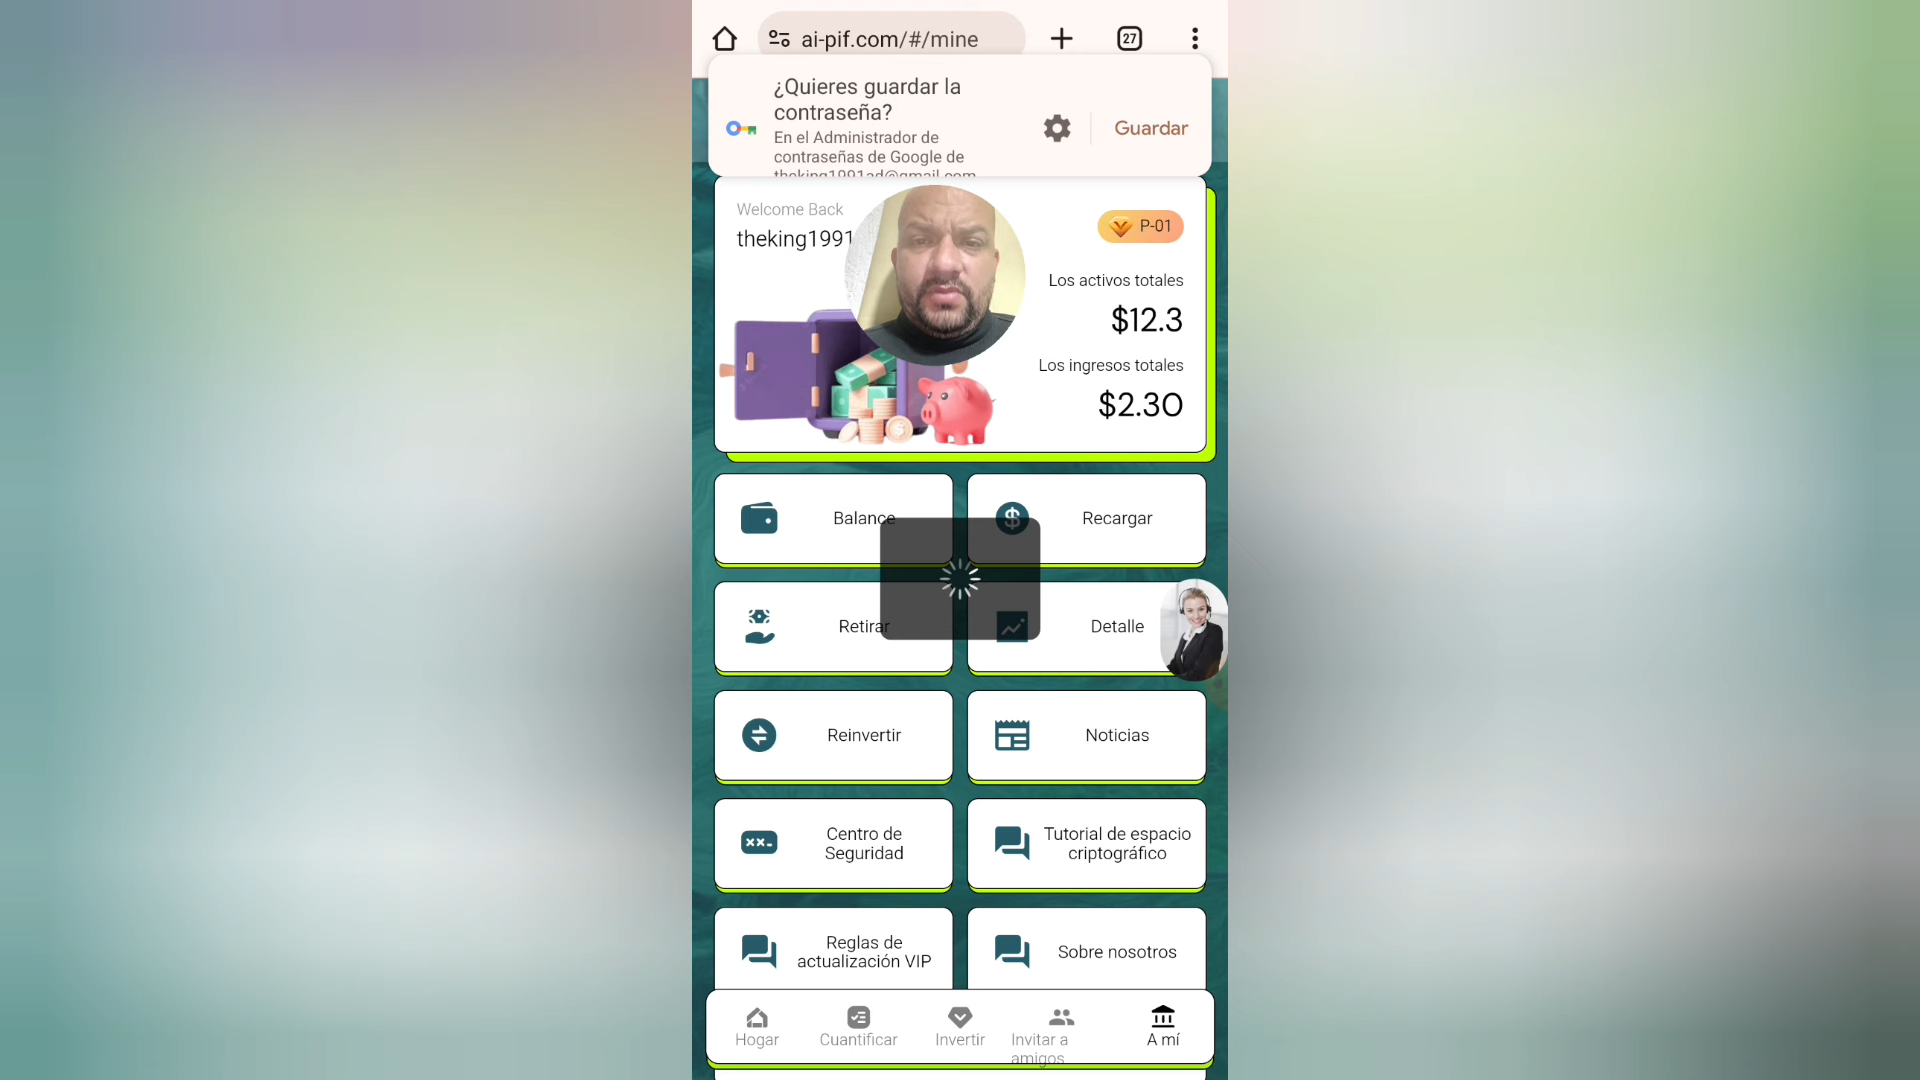 ai-pif.com/#/mine
27
¿Quieres guardar la
contraseña?
En el Administrador de
contraseñas de Google de
theking1991ad@gmail.com
Guardar
Welcome Back
theking1991
P-01
Los activos totales
$12.3
Los ingresos totales
$2.30
Balance
Recargar
Retirar
Detalle
Reinvertir
Noticias
Centro de
Seguridad
Tutorial de espacio
criptográfico
Reglas de
actualización VIP
Sobre nosotros
Hogar
Cuantificar
Invertir
Invitar a
amigos
A mí